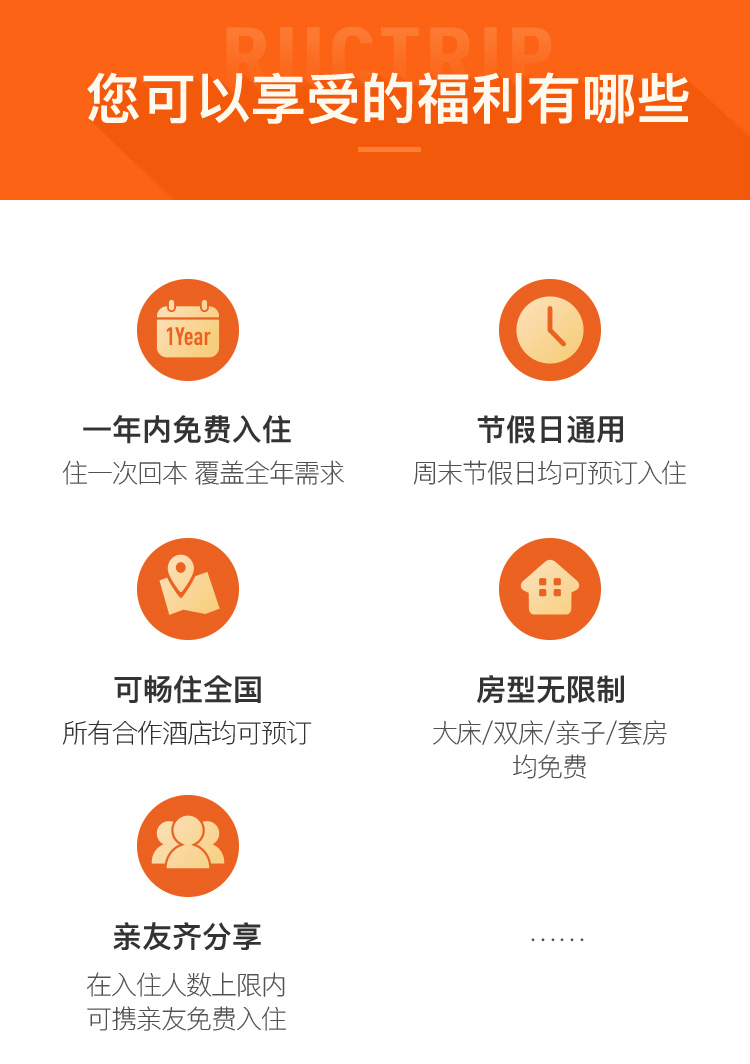 RUCTRIP
您可以享受的福利有哪些
1Year
一年内免费入住
住一次回本 覆盖全年需求
节假日通用
周末节假日均可预订入住
可畅住全国
所有合作酒店均可预订
房型无限制
大床/双床/亲子/套房
均免费
亲友齐分享
在入住人数上限内
可携亲友免费入住
......